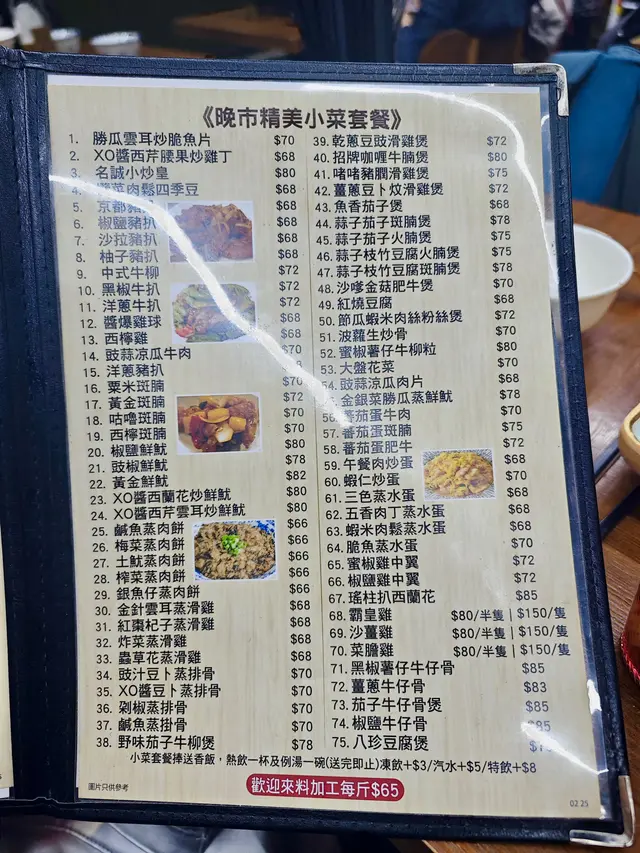 《晚市精美小菜套餐》
1. 勝瓜雲耳炒脆魚片 $70
2. XO醬西芹腰果炒雞丁 $68
3. 名誠小炒皇 $80
4. 菜肉鬆四季豆 $68
5. 京都豬扒 $68
6. 椒鹽豬扒 $68
7. 沙拉豬扒 $68
8. 柚子豬扒 $68
9. 中式牛柳 $72
10. 黑椒牛扒 $72
11. 洋蔥牛扒 $72
12. 醬爆雞球 $68
13. 西檸雞 $68
14. 豉蒜凉瓜牛肉 $70
15. 洋蔥豬扒
16. 粟米斑腩 $70
17. 黃金斑腩 $72
18. 咕嚕斑腩 $70
19. 西檸斑腩 $70
20. 椒鹽鮮魷 $80
21. 豉椒鮮魷 $78
22. 黃金鮮魷 $82
23. XO醬西蘭花炒鮮魷 $80
24. XO醬西芹雲耳炒鮮魷 $80
25. 鹹魚蒸肉餅 $66
26. 梅菜蒸肉餅 $66
27. 土魷蒸肉餅 $66
28. 榨菜蒸肉餅 $66
29. 銀魚仔蒸肉餅 $66
30. 金針雲耳蒸滑雞 $68
31. 紅棗杞子蒸滑雞 $68
32. 炸菜蒸滑雞 $68
33. 蟲草花蒸滑雞 $68
34. 豉汁豆卜蒸排骨 $70
35. XO醬豆卜蒸排骨 $70
36. 剁椒蒸排骨 $70
37. 鹹魚蒸掛骨 $70
38. 野味茄子牛柳煲 $78
39. 乾蔥豆豉滑雞煲 $72
40. 招牌咖喱牛腩煲 $80
41. 啫啫豬膶滑雞煲 $75
42. 薑蔥豆卜炆滑雞煲 $72
43. 魚香茄子煲 $68
44. 蒜子茄子斑腩煲 $78
45. 蒜子茄子火腩煲 $75
46. 蒜子枝竹豆腐火腩煲 $75
47. 蒜子枝竹豆腐斑腩煲 $78
48. 沙嗲金菇肥牛煲 $70
49. 紅燒豆腐 $68
50. 節瓜蝦米肉絲粉絲煲 $72
51. 波蘿生炒骨 $70
52. 蜜椒薯仔牛柳粒 $80
53. 大盤花菜 $70
54. 豉蒜涼瓜肉片 $68
金銀菜勝瓜蒸鮮魷 $78
56. 番茄蛋牛肉 $70
57. 番茄蛋斑腩 $75
58. 番茄蛋肥牛 $72
59. 午餐肉炒蛋 $68
60. 蝦仁炒蛋 $70
61. 三色蒸水蛋 $68
62. 五香肉丁蒸水蛋 $68
63. 蝦米肉鬆蒸水蛋 $68
64. 脆魚蒸水蛋 $70
65. 蜜椒雞中翼 $72
66. 椒鹽雞中翼 $72
67. 瑤柱扒西蘭花 $85
68. 霸皇雞 $80/半隻 | $150/隻
69. 沙薑雞 $80/半隻 | $150/隻
70. 菜膽雞 $80/半隻 | $150/隻
71. 黑椒薯仔牛仔骨 $85
72. 薑蔥牛仔骨 $83
73. 茄子牛仔骨煲 $85
74. 椒鹽牛仔骨 $85
75. 八珍豆腐煲
小菜套餐捧送香飯，熱飲一杯及例湯一碗(送完即止)凍飲+$3/汽水+$5/特飲+$8
圖片只供參考
歡迎來料加工每斤$65
02.25